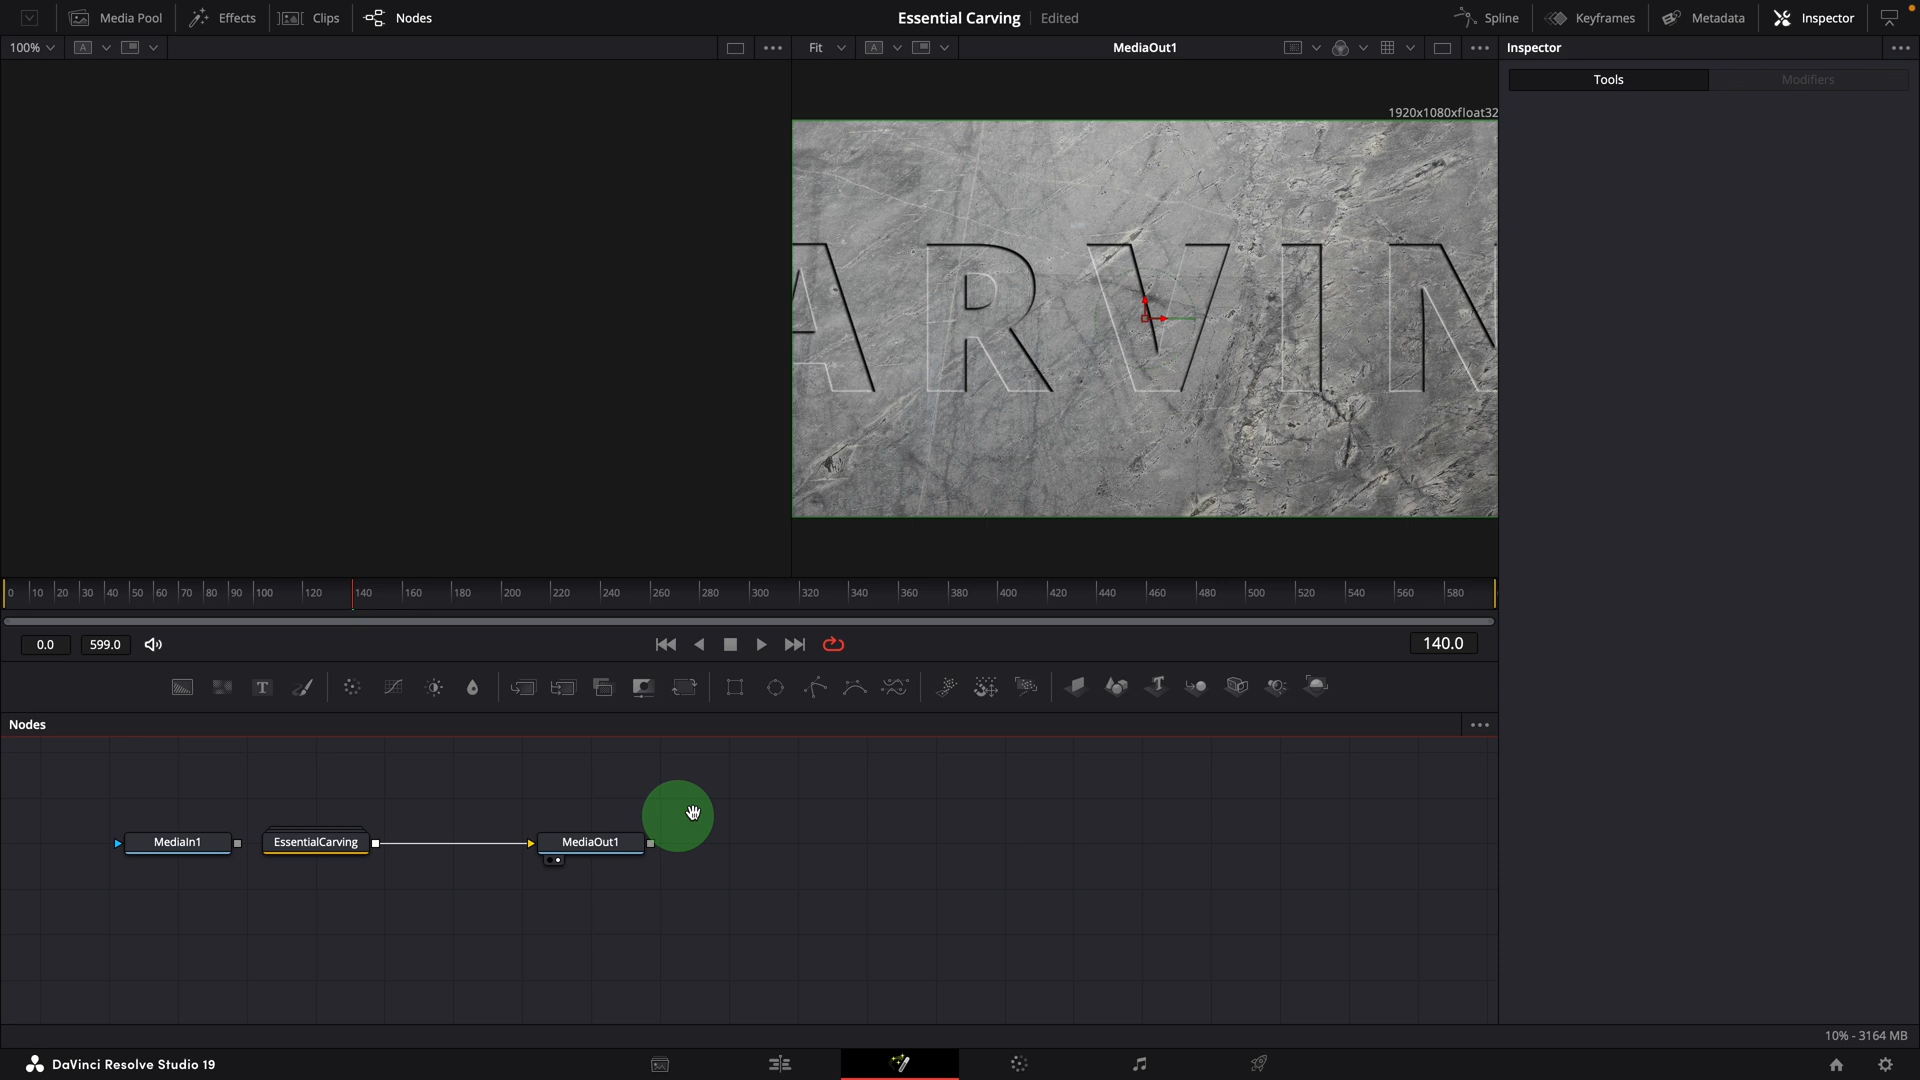 Media Pool Effects Clips Nodes Essential Carving Edited Spline Keyframes Metadata Inspector
100% A Fit A MediaOut1 Inspector
Tools Modifiers
1920x1080xfloat32
ARVIN
0 10 20 30 40 50 60 70 80 90 100 120 140 160 180 200 220 240 260 280 300 320 340 360 380 400 420 440 460 480 500 520 540 560 580
0.0 599.0 140.0
T T
Nodes
MediaIn1 EssentialCarving MediaOut1
10% - 3164 MB
DaVinci Resolve Studio 19